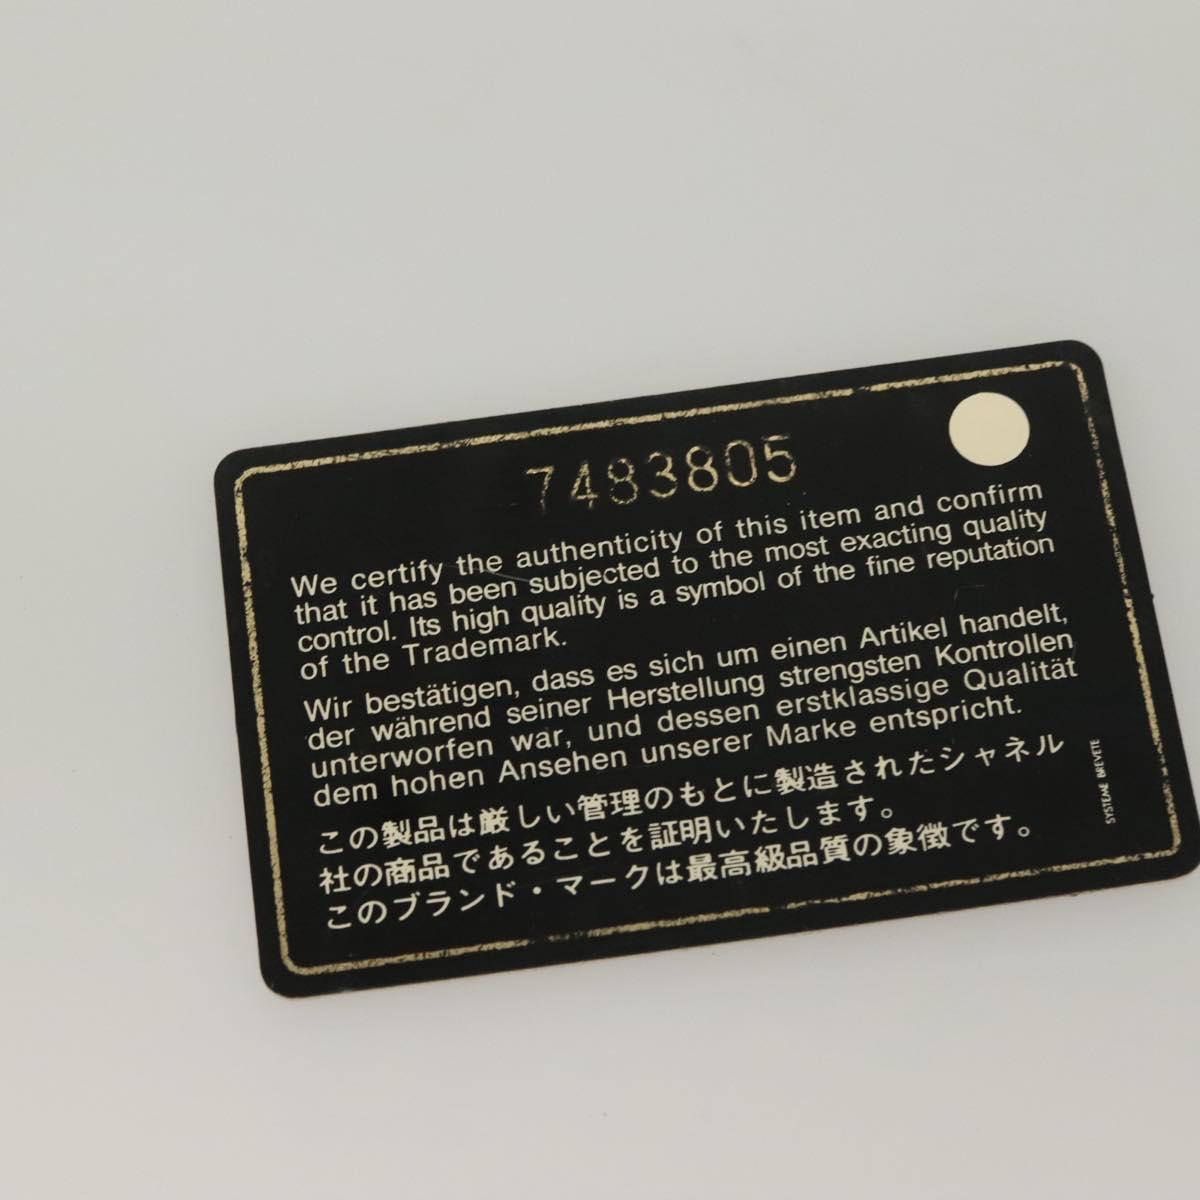 7483805
We certify the authenticity of this item and confirm
that it has been subjected to the most exacting quality
control. Its high quality is a symbol of the fine reputation
of the Trademark.
Wir bestätigen, dass es sich um einen Artikel handelt,
der während seiner Herstellung strengsten Kontrollen
unterworfen war, und dessen erstklassige Qualität
dem hohen Ansehen unserer Marke entspricht.
この製品は厳しい管理のもとに製造されたシャネル
社の商品であることを証明いたします。
このブランド・マークは最高級品質の象徴です。
SYSTEME BREVETE